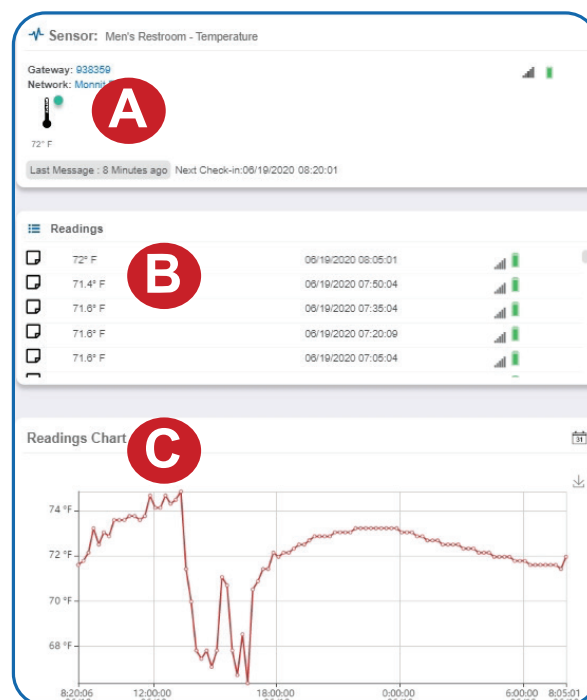 Sensor: Men's Restroom - Temperature
Gateway: 938359
Network: Monnit
A
72° F
Last Message : 8 Minutes ago Next Check-in:06/19/2020 08:20:01
Readings
B
72° F 06/19/2020 08:05:01
71.4° F 06/19/2020 07:50:04
71.6° F 06/19/2020 07:35:04
71.6° F 06/19/2020 07:20:09
71.6° F 06/19/2020 07:05:04
Readings Chart
C
31
74 °F
72 °F
70 °F
68 °F
8:20:06 12:00:00 18:00:00 0:00:00 6:00:00 8:05:01